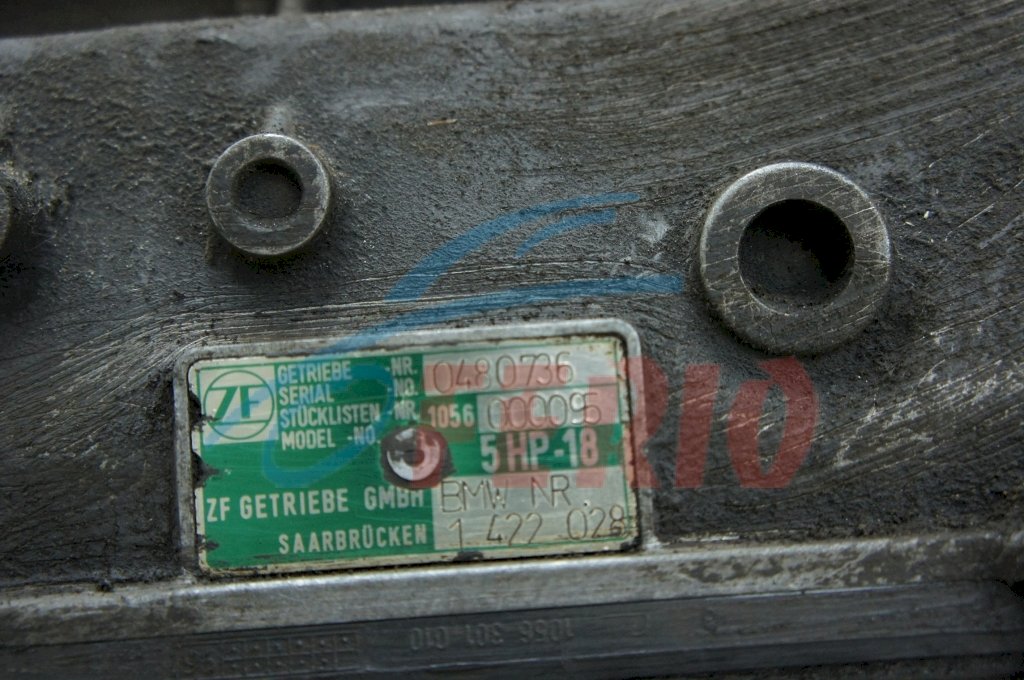 ZF
GETRIEBE -NR. 0480736
SERIAL NO.
STÜCKLISTEN -NR. 1056 000095
MODEL -NO. 5 HP-18
ZF GETRIEBE GMBH BMW NR.
SAARBRÜCKEN 1 422 028
1056 301 010